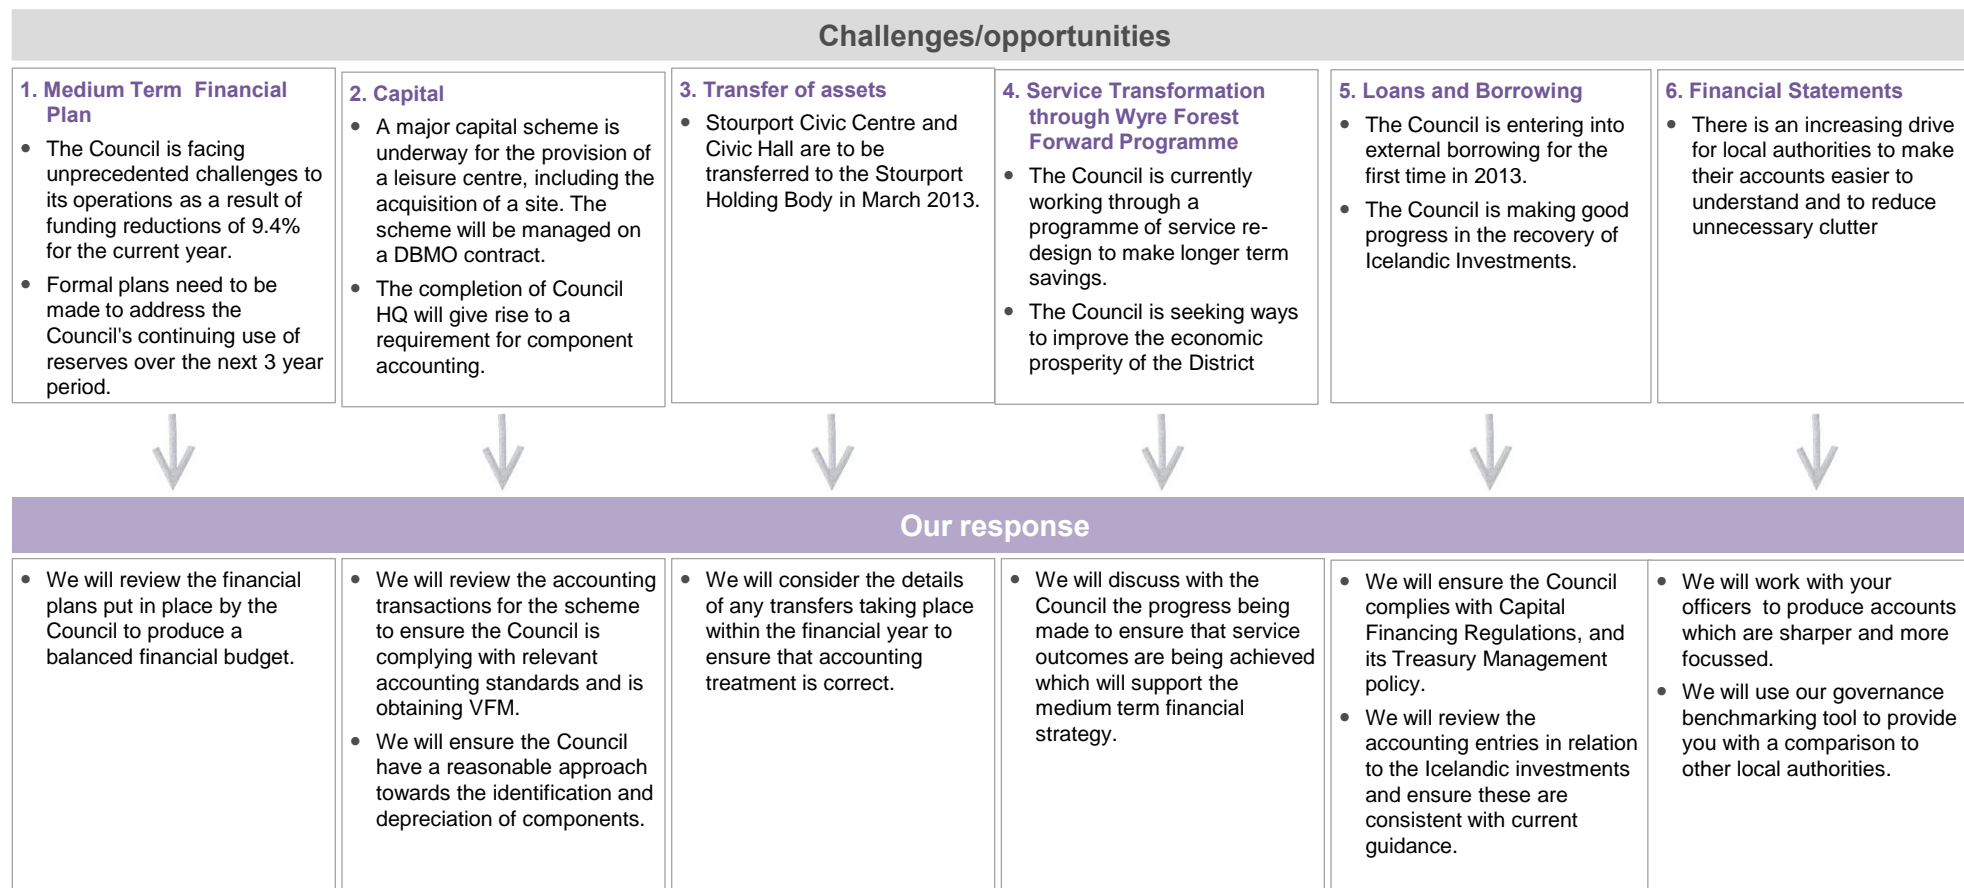 Challenges/opportunities
1. Medium Term Financial
Plan
• The Council is facing
unprecedented challenges to
its operations as a result of
funding reductions of 9.4%
for the current year.
• Formal plans need to be
made to address the
Council's continuing use of
reserves over the next 3 year
period.
2. Capital
• A major capital scheme is
underway for the provision of
a leisure centre, including the
acquisition of a site. The
scheme will be managed on
a DBMO contract.
• The completion of Council
HQ will give rise to a
requirement for component
accounting.
3. Transfer of assets
• Stourport Civic Centre and
Civic Hall are to be
transferred to the Stourport
Holding Body in March 2013.
4. Service Transformation
through Wyre Forest
Forward Programme
• The Council is currently
working through a
programme of service re-
design to make longer term
savings.
• The Council is seeking ways
to improve the economic
prosperity of the District
5. Loans and Borrowing
• The Council is entering into
external borrowing for the
first time in 2013.
• The Council is making good
progress in the recovery of
Icelandic Investments.
6. Financial Statements
• There is an increasing drive
for local authorities to make
their accounts easier to
understand and to reduce
unnecessary clutter
Our response
• We will review the financial
plans put in place by the
Council to produce a
balanced financial budget.
• We will review the accounting
transactions for the scheme
to ensure the Council is
complying with relevant
accounting standards and is
obtaining VFM.
• We will ensure the Council
have a reasonable approach
towards the identification and
depreciation of components.
• We will consider the details
of any transfers taking place
within the financial year to
ensure that accounting
treatment is correct.
• We will discuss with the
Council the progress being
made to ensure that service
outcomes are being achieved
which will support the
medium term financial
strategy.
• We will ensure the Council
complies with Capital
Financing Regulations, and
its Treasury Management
policy.
• We will review the
accounting entries in relation
to the Icelandic investments
and ensure these are
consistent with current
guidance.
• We will work with your
officers to produce accounts
which are sharper and more
focussed.
• We will use our governance
benchmarking tool to provide
you with a comparison to
other local authorities.